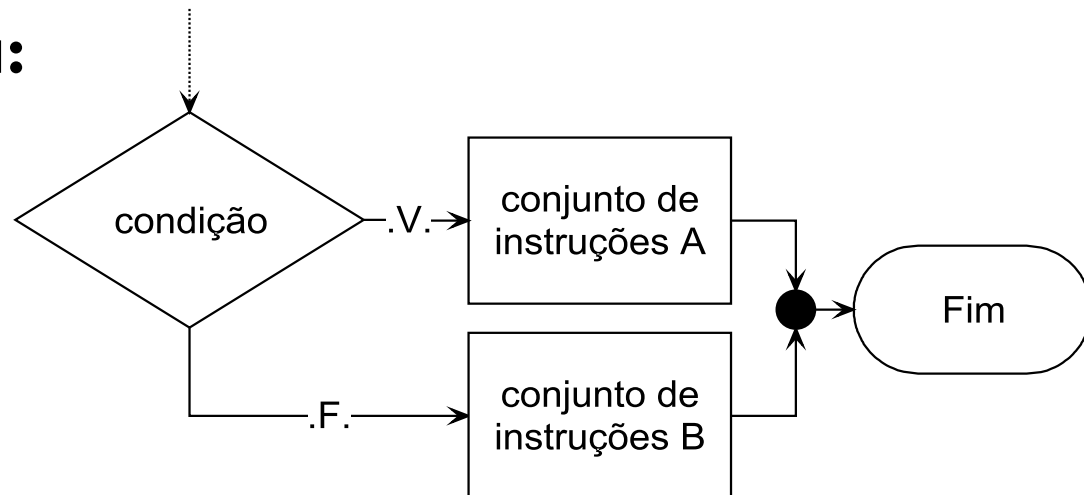 condição
.V.
conjunto de
instruções A
Fim
.F.
conjunto de
instruções B